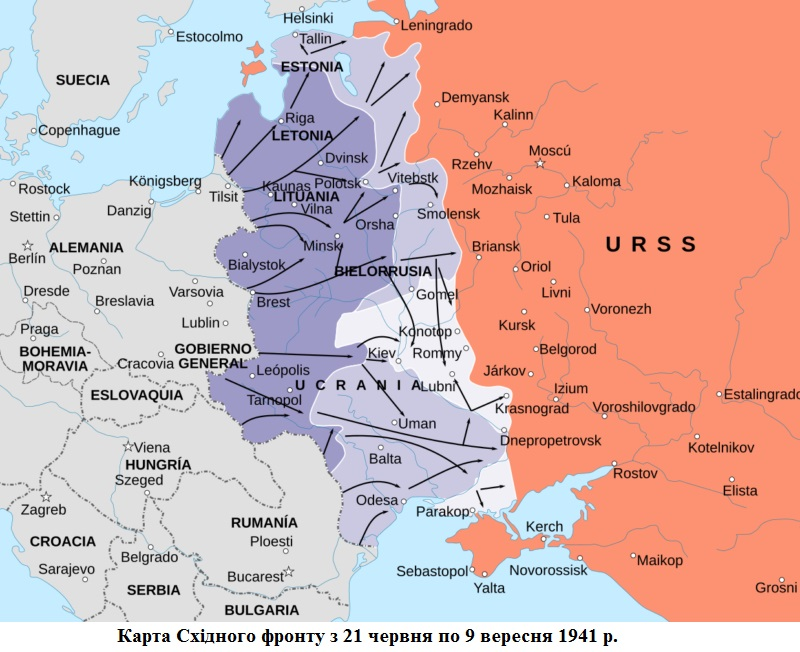 Helsinki
Leningrado
Estocolmo
Tallin
ESTONIA
SUECIA
Demyansk
Kalinn
Riga
Copenhague
LETONIA
Moscú
Dvinsk
Rzehv
Königsberg
Kaunas
Polotsk
Vitebstk
Mozhaisk
Kaloma
Rostock
Tilsit
LITUANIA
Vilna
Danzig
Smolensk
Stettin
Orsha
Tula
Minsk
Briansk
URSS
ALEMANIA
Berlín
Poznan
Bialystok
BIELORRUSIA
Oriol
Dresde
Varsovia
Gomel
Livni
Breslavia
Brest
Voronezh
Praga
Lublin
Konotop
Kursk
BOHEMIA-
MORAVIA
GOBIERNO
GENERAL
Cracovia
Kiev
Rommy
Belgorod
Leópolis
Járkov
UCRANIA
Lubni
Izium
ESLOVAQUIA
Tarnopol
Krasnograd
Voroshilovgrado
Estalingrado
Uman
Viena
Dnepropetrovsk
Kotelnikov
HUNGRÍA
Balta
Szeged
Rostov
Elista
Zagreb
Odesa
Parakop
RUMANÍA
Kerch
CROACIA
Ploesti
Belgrado
Maikop
Sarajevo
Bucarest
Sebastopol
Novorossisk
SERBIA
Yalta
Grosni
BULGARIA
Карта Східного фронту з 21 червня по 9 вересня 1941 р.